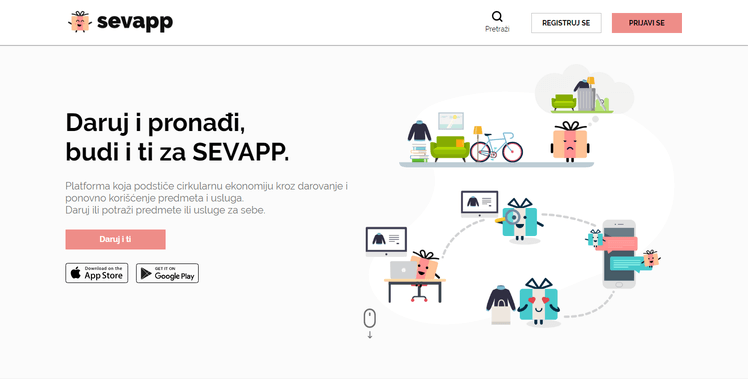 sevapp
Pretraži
REGISTRUJ SE
PRIJAVI SE
Daruj i pronađi,
budi i ti za SEVAPP.
Platforma koja podstiče cirkularnu ekonomiju kroz darovanje i
ponovno korišćenje predmeta i usluga.
Daruj ili potraži predmete ili usluge za sebe.
Daruj i ti
Download on the
App Store
GET IT ON
Google Play